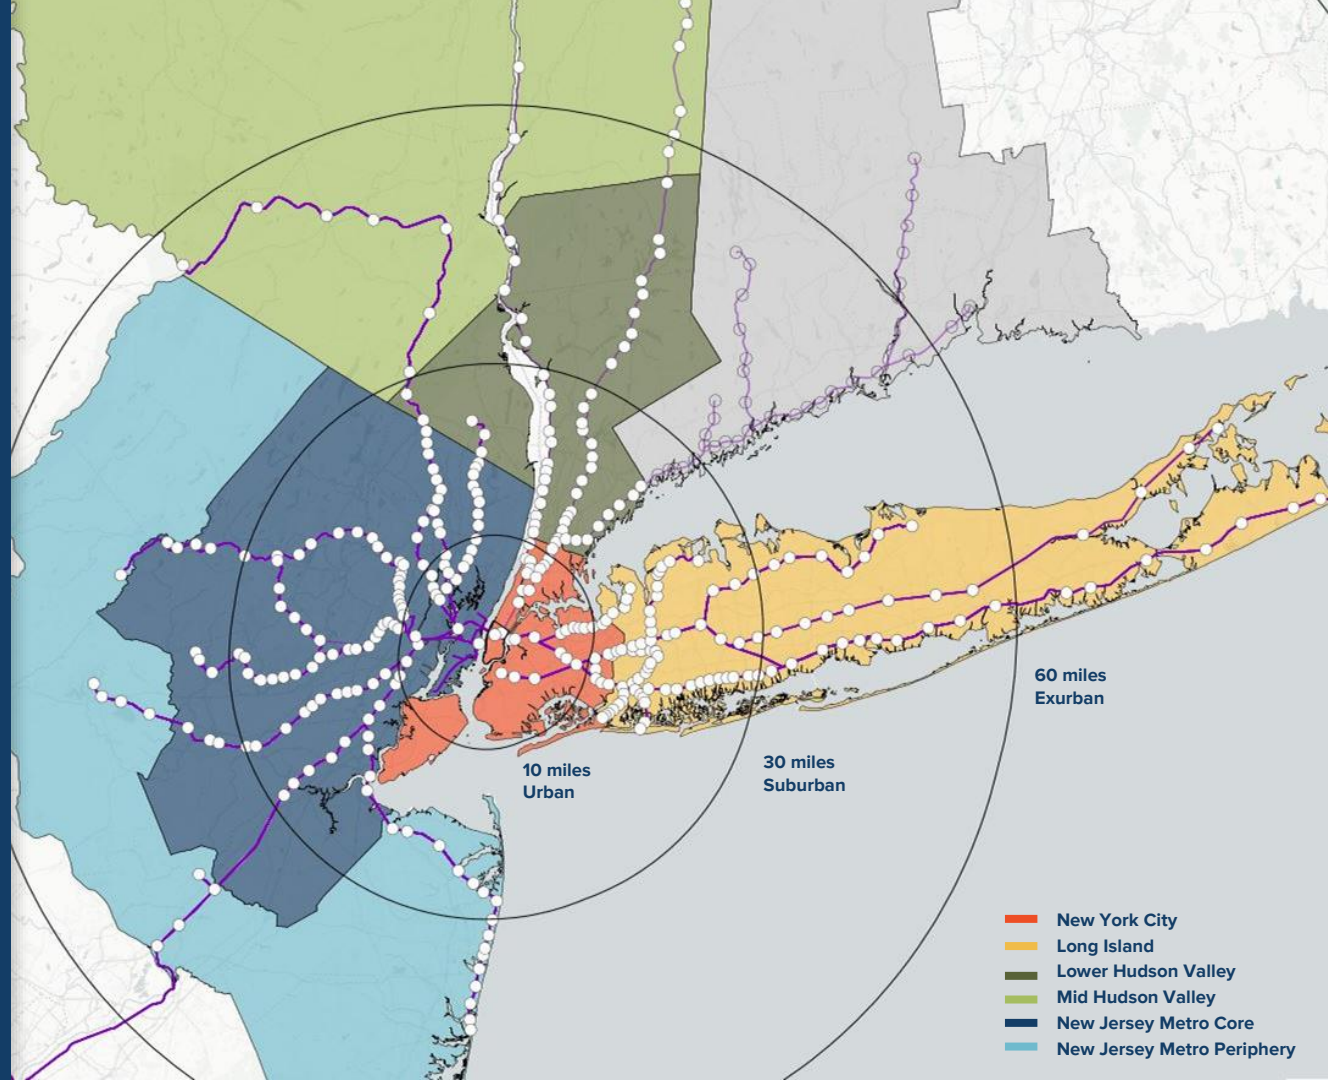 60 miles
Exurban
30 miles
Suburban
10 miles
Urban
New York City
Long Island
Lower Hudson Valley
Mid Hudson Valley
New Jersey Metro Core
New Jersey Metro Periphery